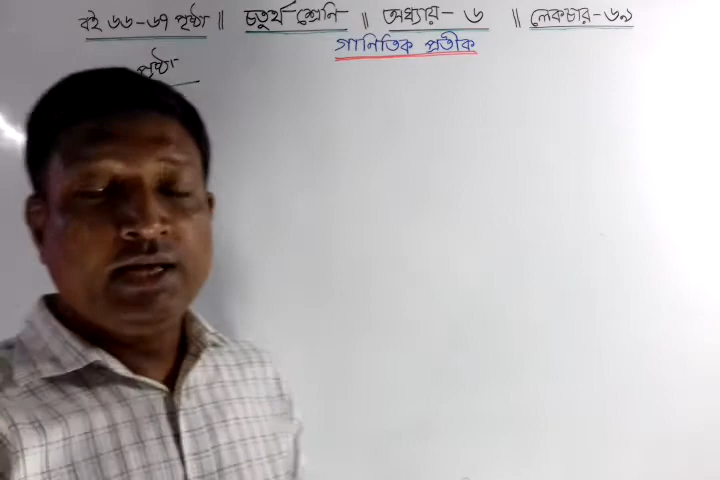 বই ৬৬-৬৭ পৃষ্ঠা || চতুর্থ শ্রেনি || অধ্যায়- ৬ || লেকচার- ৬৯
গানিতিক প্রতীক
পৃষ্ঠা